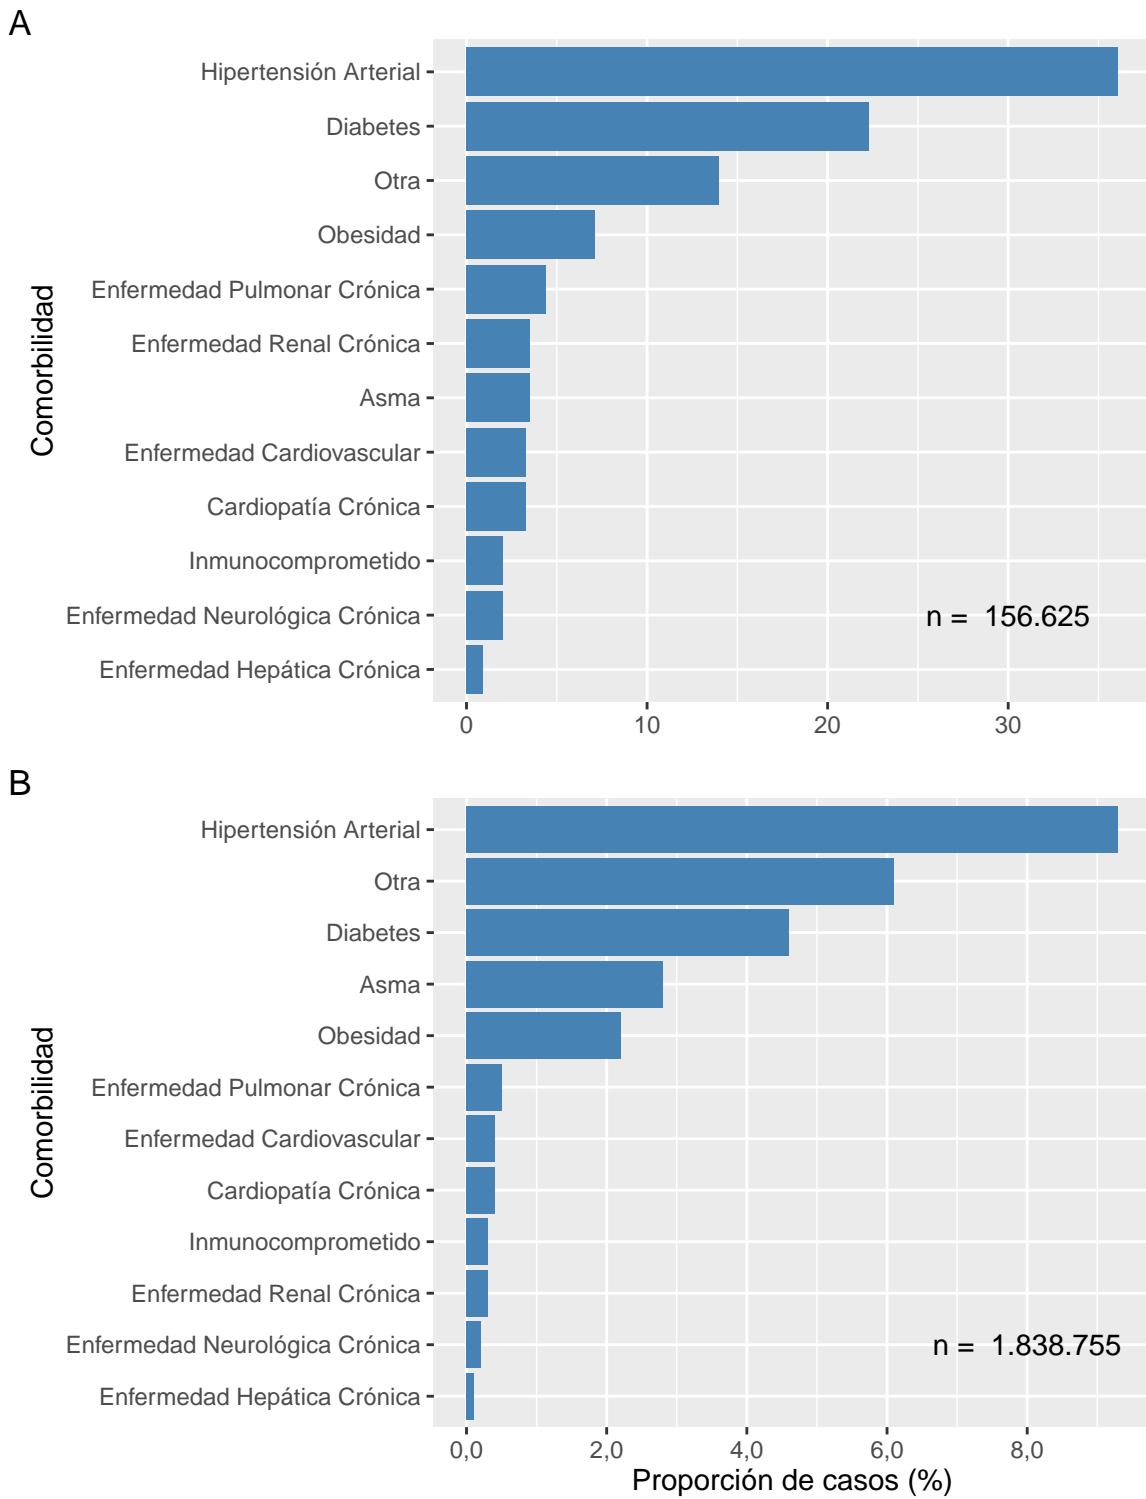 A
Hipertensión Arterial
Diabetes
Otra
Obesidad
Enfermedad Pulmonar Crónica
Enfermedad Renal Crónica
Asma
Enfermedad Cardiovascular
Cardiopatía Crónica
Inmunocomprometido
Enfermedad Neurológica Crónica
Enfermedad Hepática Crónica
Comorbilidad
n = 156.625
0 10 20 30
B
Hipertensión Arterial
Otra
Diabetes
Asma
Obesidad
Enfermedad Pulmonar Crónica
Enfermedad Cardiovascular
Cardiopatía Crónica
Inmunocomprometido
Enfermedad Renal Crónica
Enfermedad Neurológica Crónica
Enfermedad Hepática Crónica
Comorbilidad
n = 1.838.755
0,0 2,0 4,0 6,0 8,0
Proporción de casos (%)